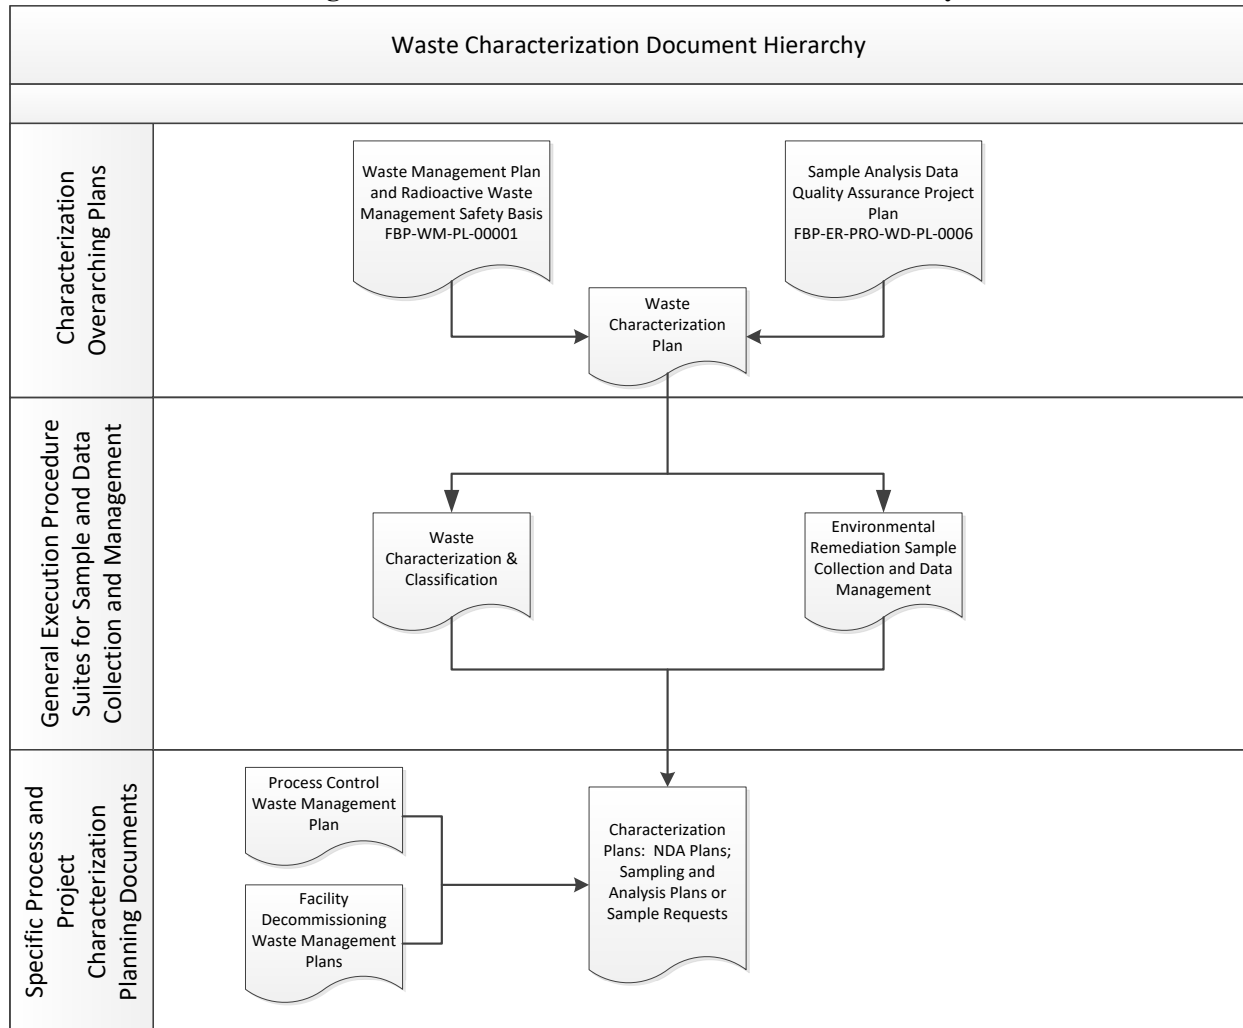 Waste Characterization Document Hierarchy
Characterization
Overarching Plans
Waste Management Plan
and Radioactive Waste
Management Safety Basis
FBP-WM-PL-00001
Sample Analysis Data
Quality Assurance Project
Plan
FBP-ER-PRO-WD-PL-0006
Waste
Characterization
Plan
General Execution Procedure
Suites for Sample and Data
Collection and Management
Waste
Characterization &
Classification
Environmental
Remediation Sample
Collection and Data
Management
Specific Process and
Project
Characterization
Planning Documents
Process Control
Waste Management
Plan
Facility
Decommissioning
Waste Management
Plans
Characterization
Plans:  NDA Plans;
Sampling and
Analysis Plans or
Sample Requests